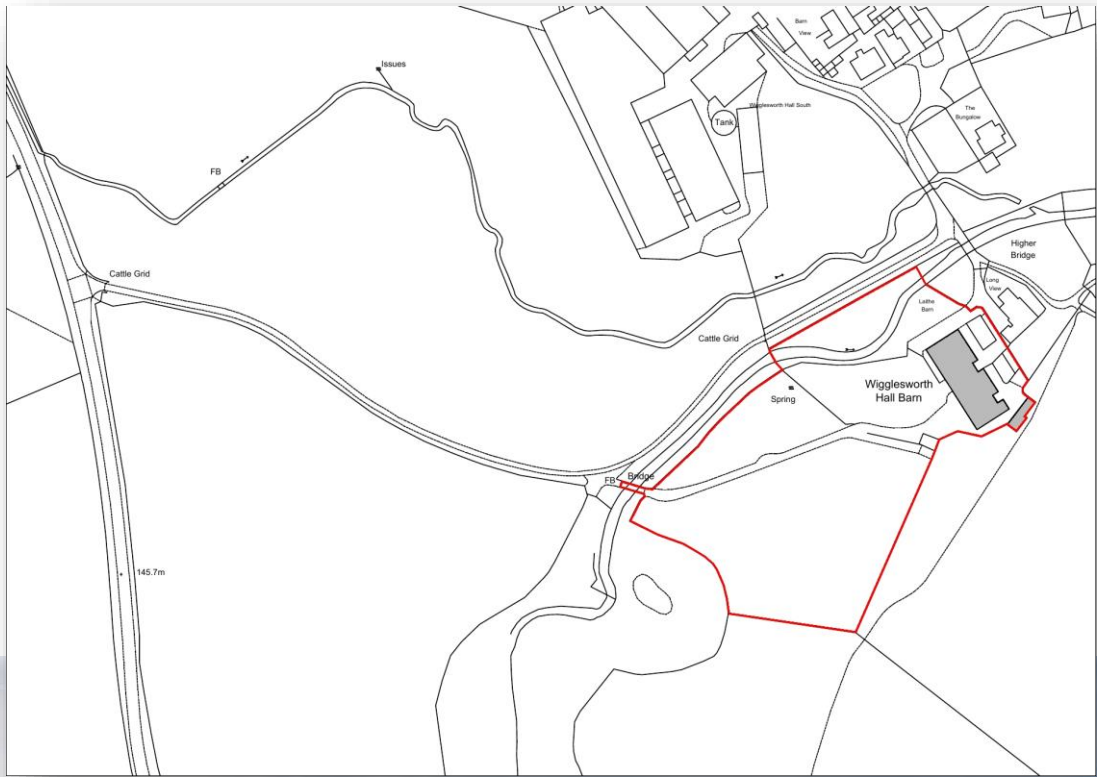 Barn
View
Issues
Wigglesworth Hall South
The
Bungalow
Tank
FB
Higher
Bridge
Cattle Grid
Long
View
Laithe
Barn
Cattle Grid
Wigglesworth
Hall Barn
Spring
Bridge
FB
145.7m